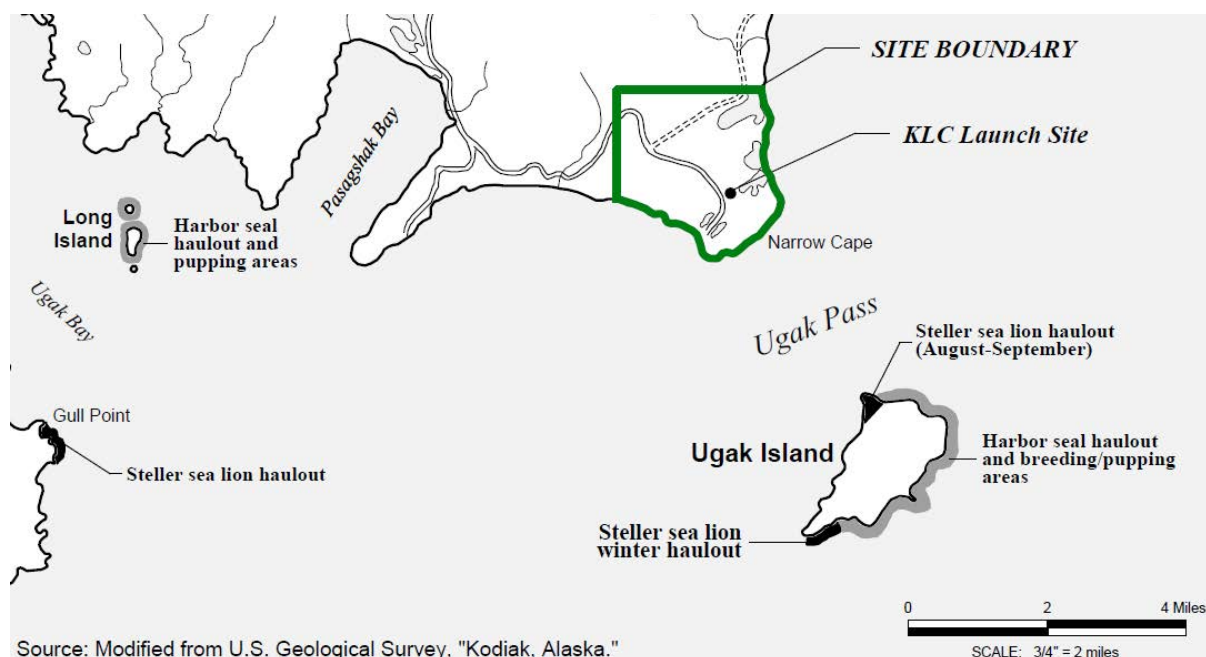 SITE BOUNDARY
KLC Launch Site
Pasagshak Bay
Long
Island
Harbor seal
haulout and
pupping areas
Narrow Cape
Ugak Bay
Ugak Pass
Steller sea lion haulout
(August-September)
Gull Point
Steller sea lion haulout
Ugak Island
Harbor seal haulout
and breeding/pupping
areas
Steller sea lion
winter haulout
0 2 4 Miles
SCALE: 3/4" = 2 miles
Source: Modified from U.S. Geological Survey, "Kodiak, Alaska."